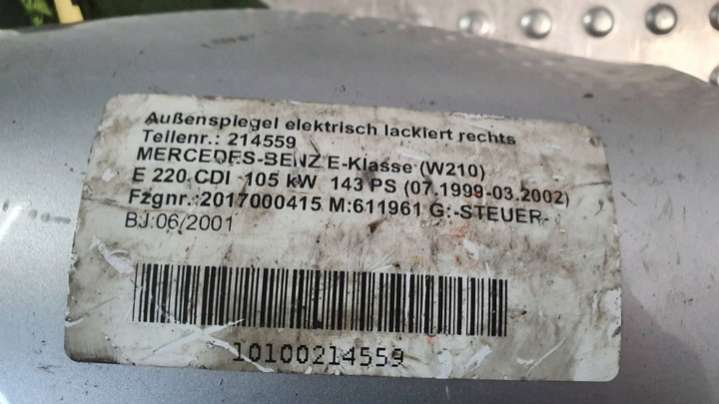 Außenspiegel elektrisch lackiert rechts
Teilenr.: 214559
MERCEDES-BENZ E-Klasse (W210)
E 220 CDI 105 kW 143 PS (07.1999-03.2002)
Fzgnr.:2017000415 M:611961 G:-STEUER-
BJ:06/2001
10100214559